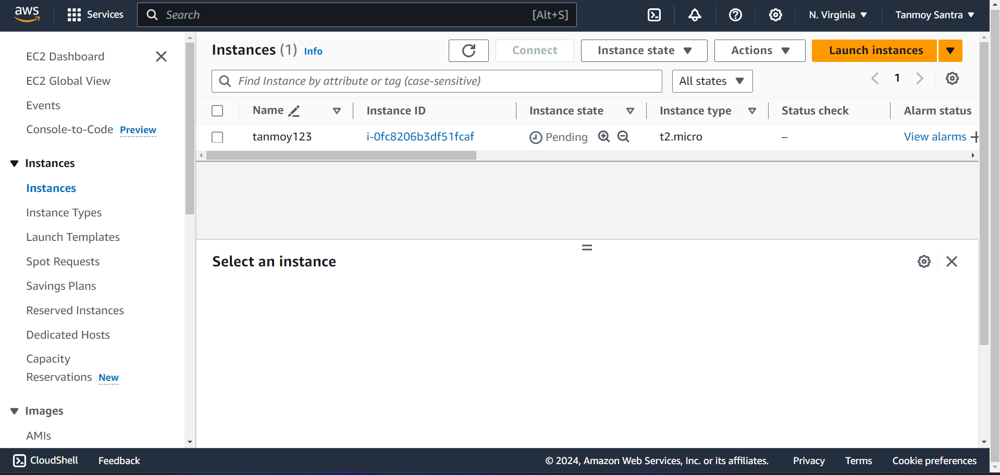 aws
Services
Search
[Alt+S]
N. Virginia
Tanmoy Santra
EC2 Dashboard
EC2 Global View
Events
Console-to-Code Preview
Instances
Instances
Instance Types
Launch Templates
Spot Requests
Savings Plans
Reserved Instances
Dedicated Hosts
Capacity
Reservations New
Images
AMIs
Instances (1) Info
Connect
Instance state
Actions
Launch instances
Find Instance by attribute or tag (case-sensitive)
All states
1
Name Instance ID Instance state Instance type Status check Alarm status
tanmoy123 i-0fc8206b3df51fcaf Pending t2.micro – View alarms +
Select an instance
CloudShell Feedback © 2024, Amazon Web Services, Inc. or its affiliates. Privacy Terms Cookie preferences